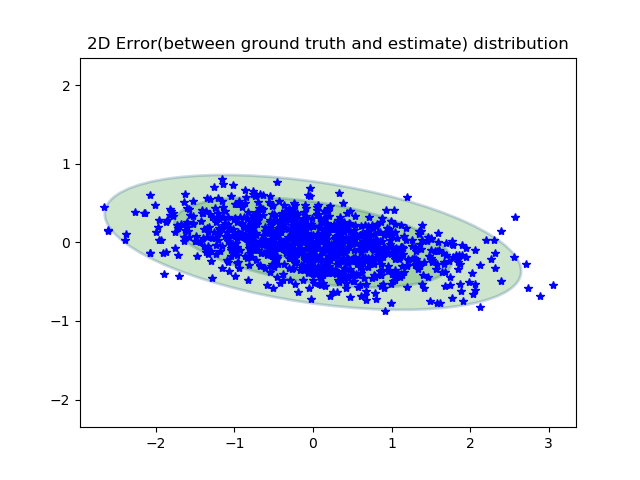 2D Error(between ground truth and estimate) distribution
2
1
0
−1
−2
−2 −1 0 1 2 3